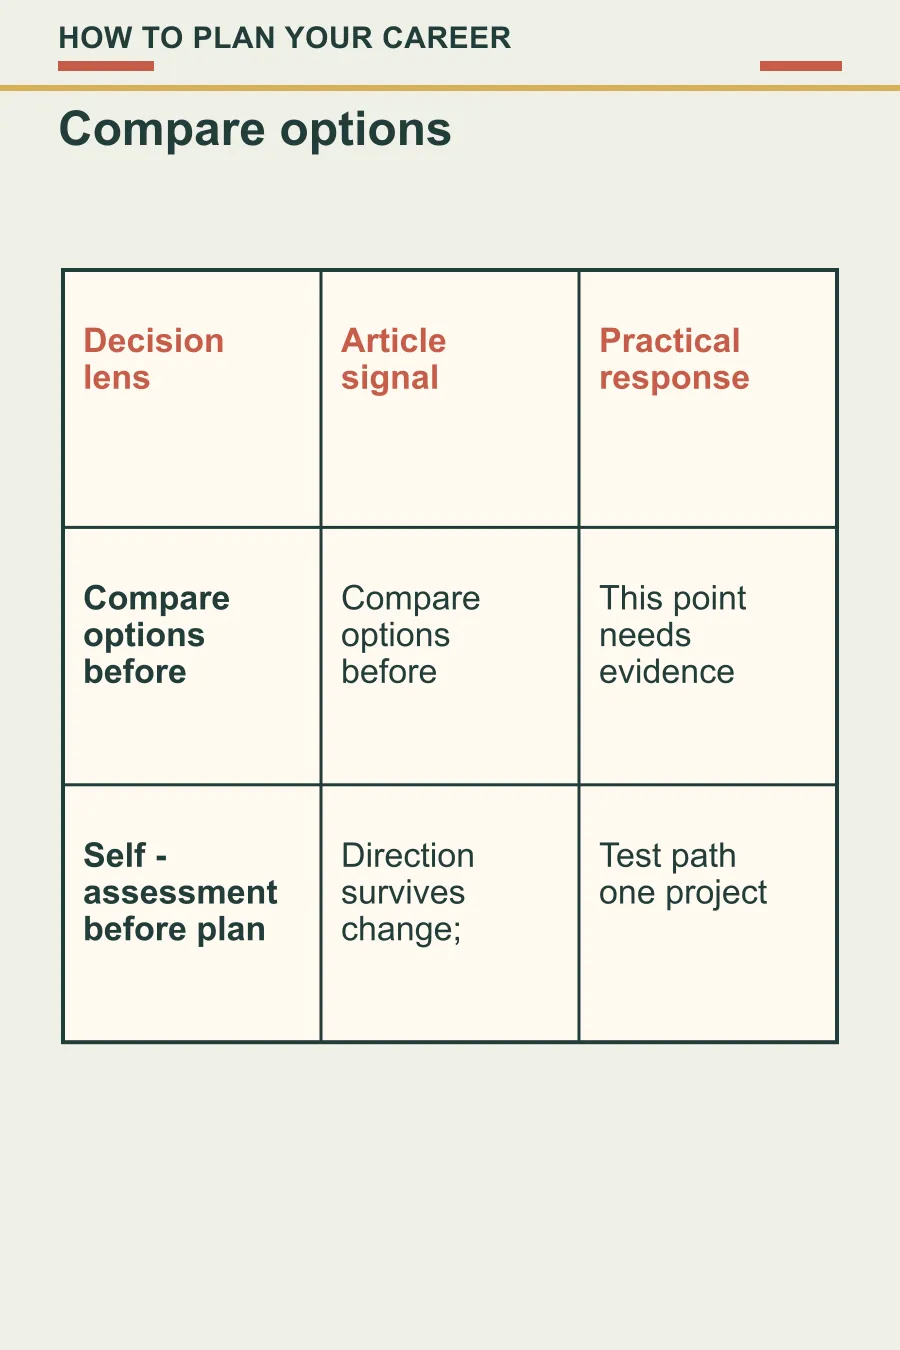 HOW TO PLAN YOUR CAREER
Compare options
Decision
lens
Article
signal
Practical
response
Compare
options
before
Compare
options
before
This point
needs
evidence
Self -
assessment
before plan
Direction
survives
change;
Test path
one project